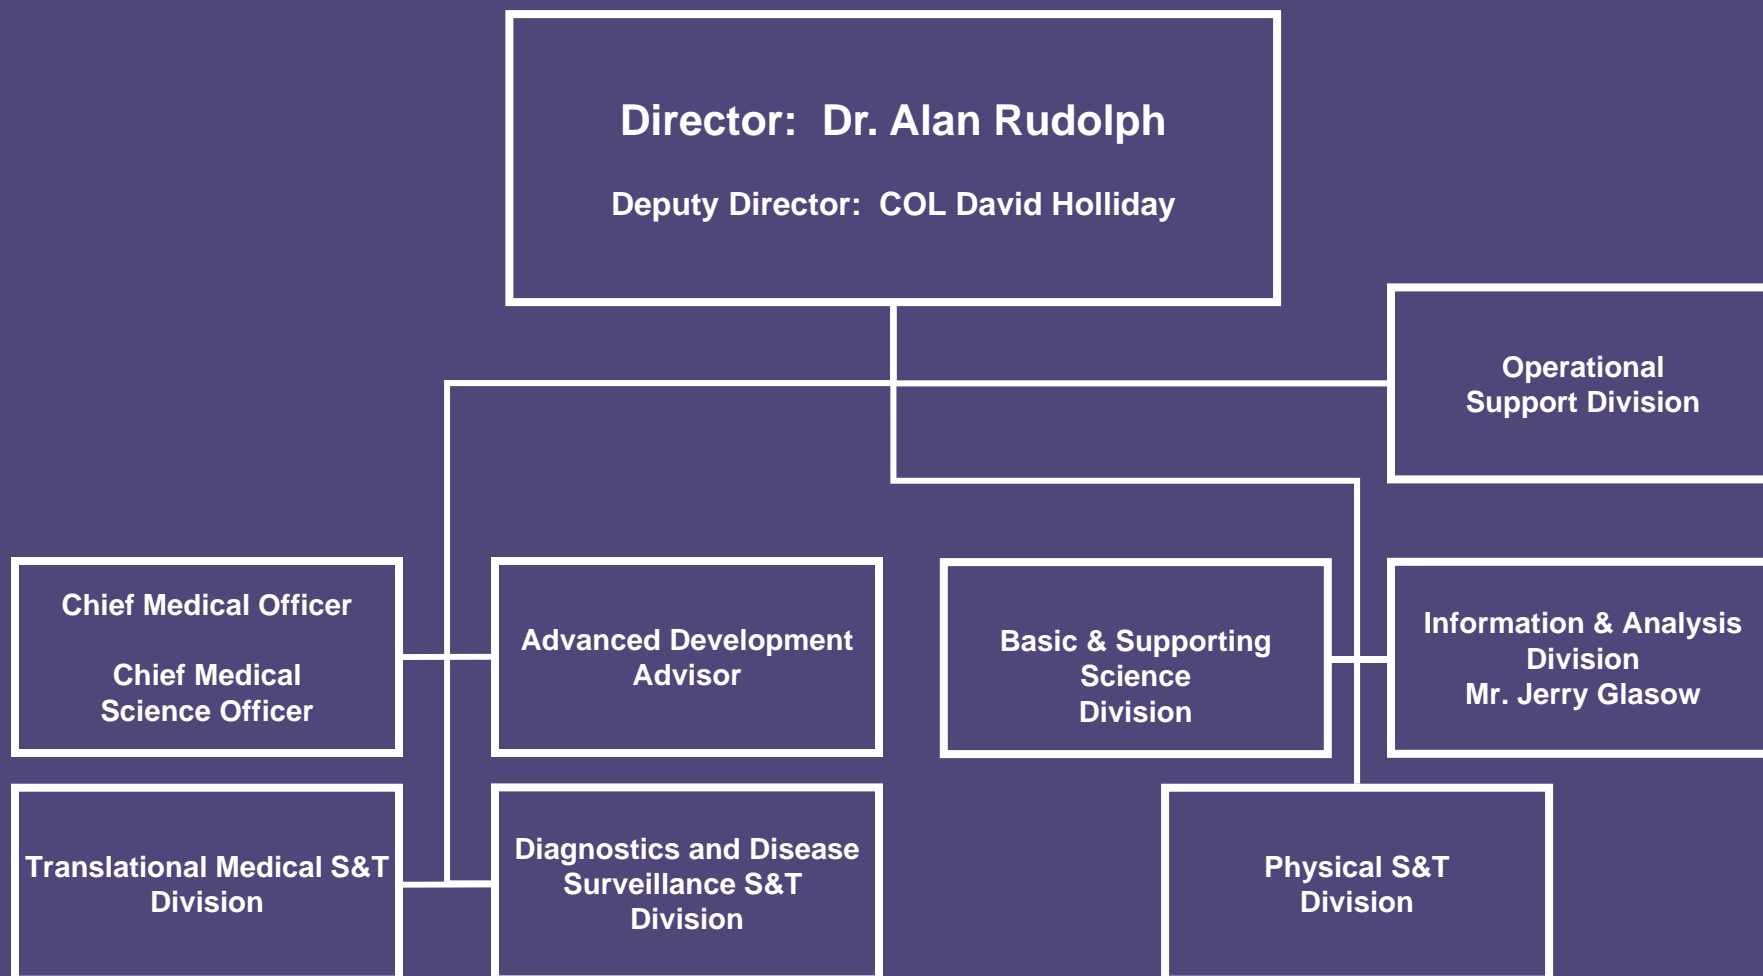 Director: Dr. Alan Rudolph
Deputy Director: COL David Holliday
Operational
Support Division
Chief Medical Officer
Chief Medical
Science Officer
Advanced Development
Advisor
Basic & Supporting
Science
Division
Information & Analysis
Division
Mr. Jerry Glasow
Translational Medical S&T
Division
Diagnostics and Disease
Surveillance S&T
Division
Physical S&T
Division